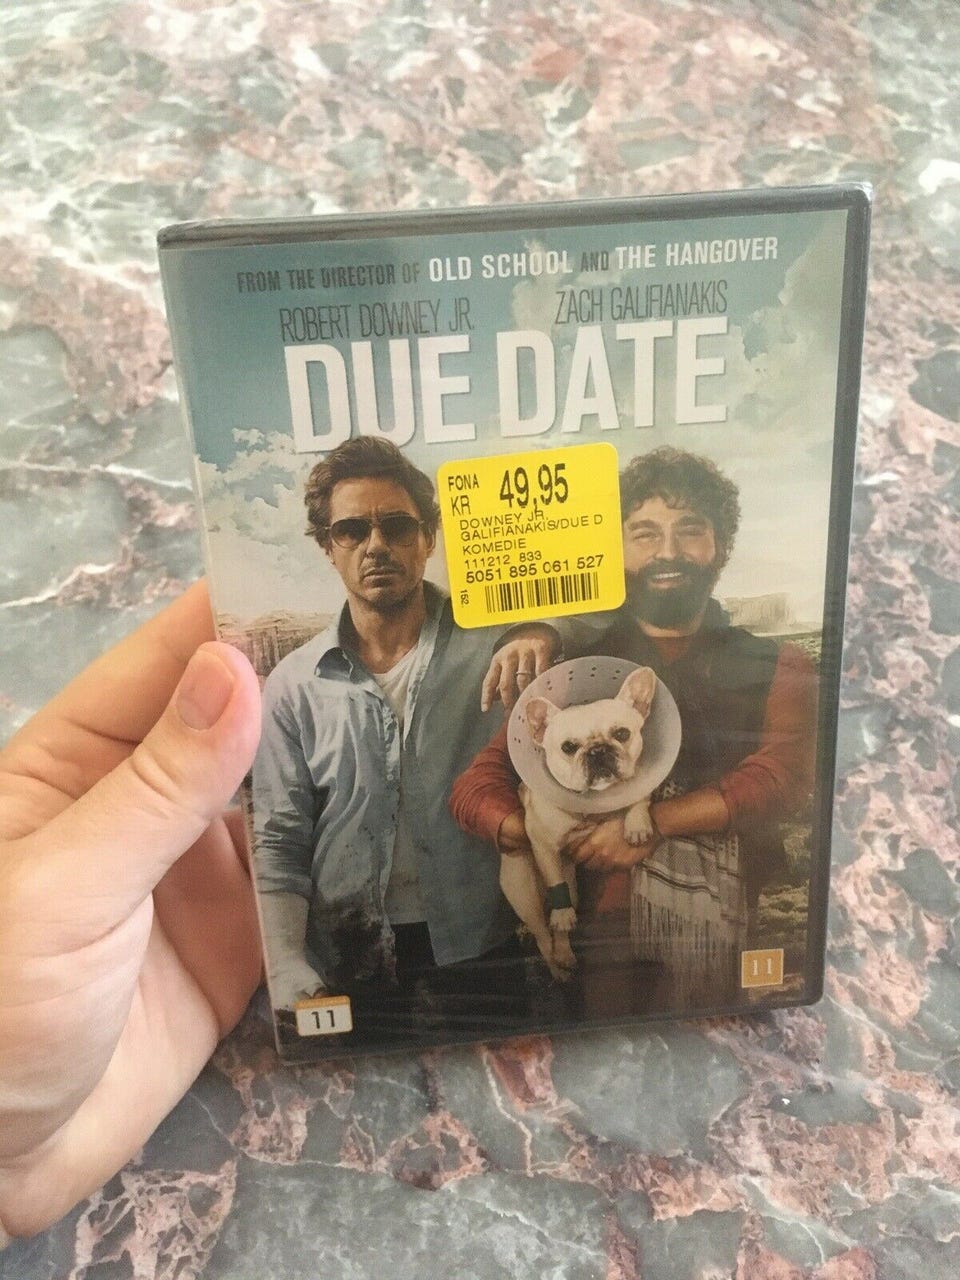 FROM THE DIRECTOR OF OLD SCHOOL AND THE HANGOVER
ROBERT DOWNEY JR. ZACH GALIFIANAKIS
DUE DATE
FONA
KR 49,95
DOWNEY JR.
GALIFIANAKIS/DUE D
KOMEDIE
111212 833
5051 895 061 527
152
11
11